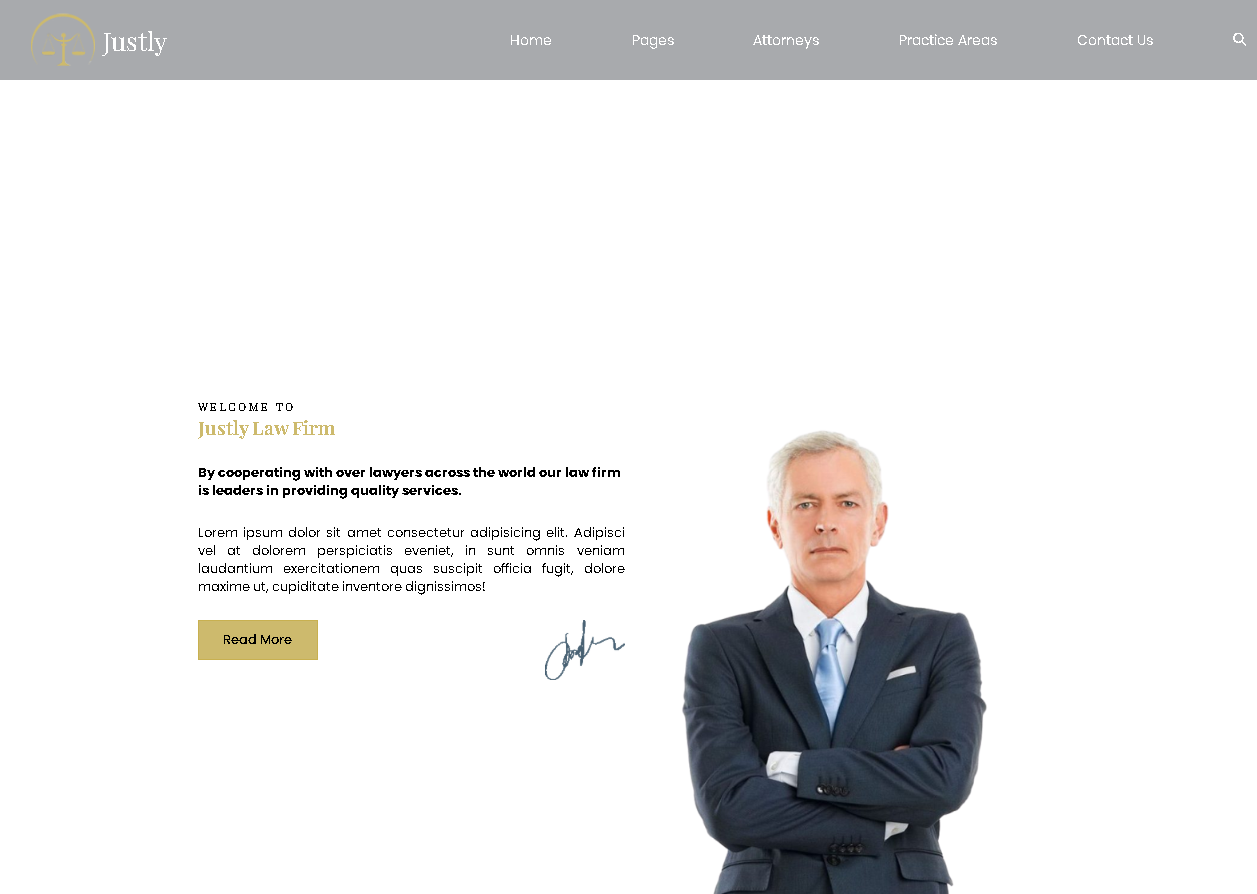 Justly
Home
Pages
Attorneys
Practice Areas
Contact Us
WELCOME TO
Justly Law Firm
By cooperating with over lawyers across the world our law firm
is leaders in providing quality services.
Lorem ipsum dolor sit amet consectetur adipisicing elit. Adipisci
vel at dolorem perspiciatis eveniet, in sunt omnis veniam
laudantium exercitationem quas suscipit officia fugit, dolore
maxime ut, cupiditate inventore dignissimos!
Read More